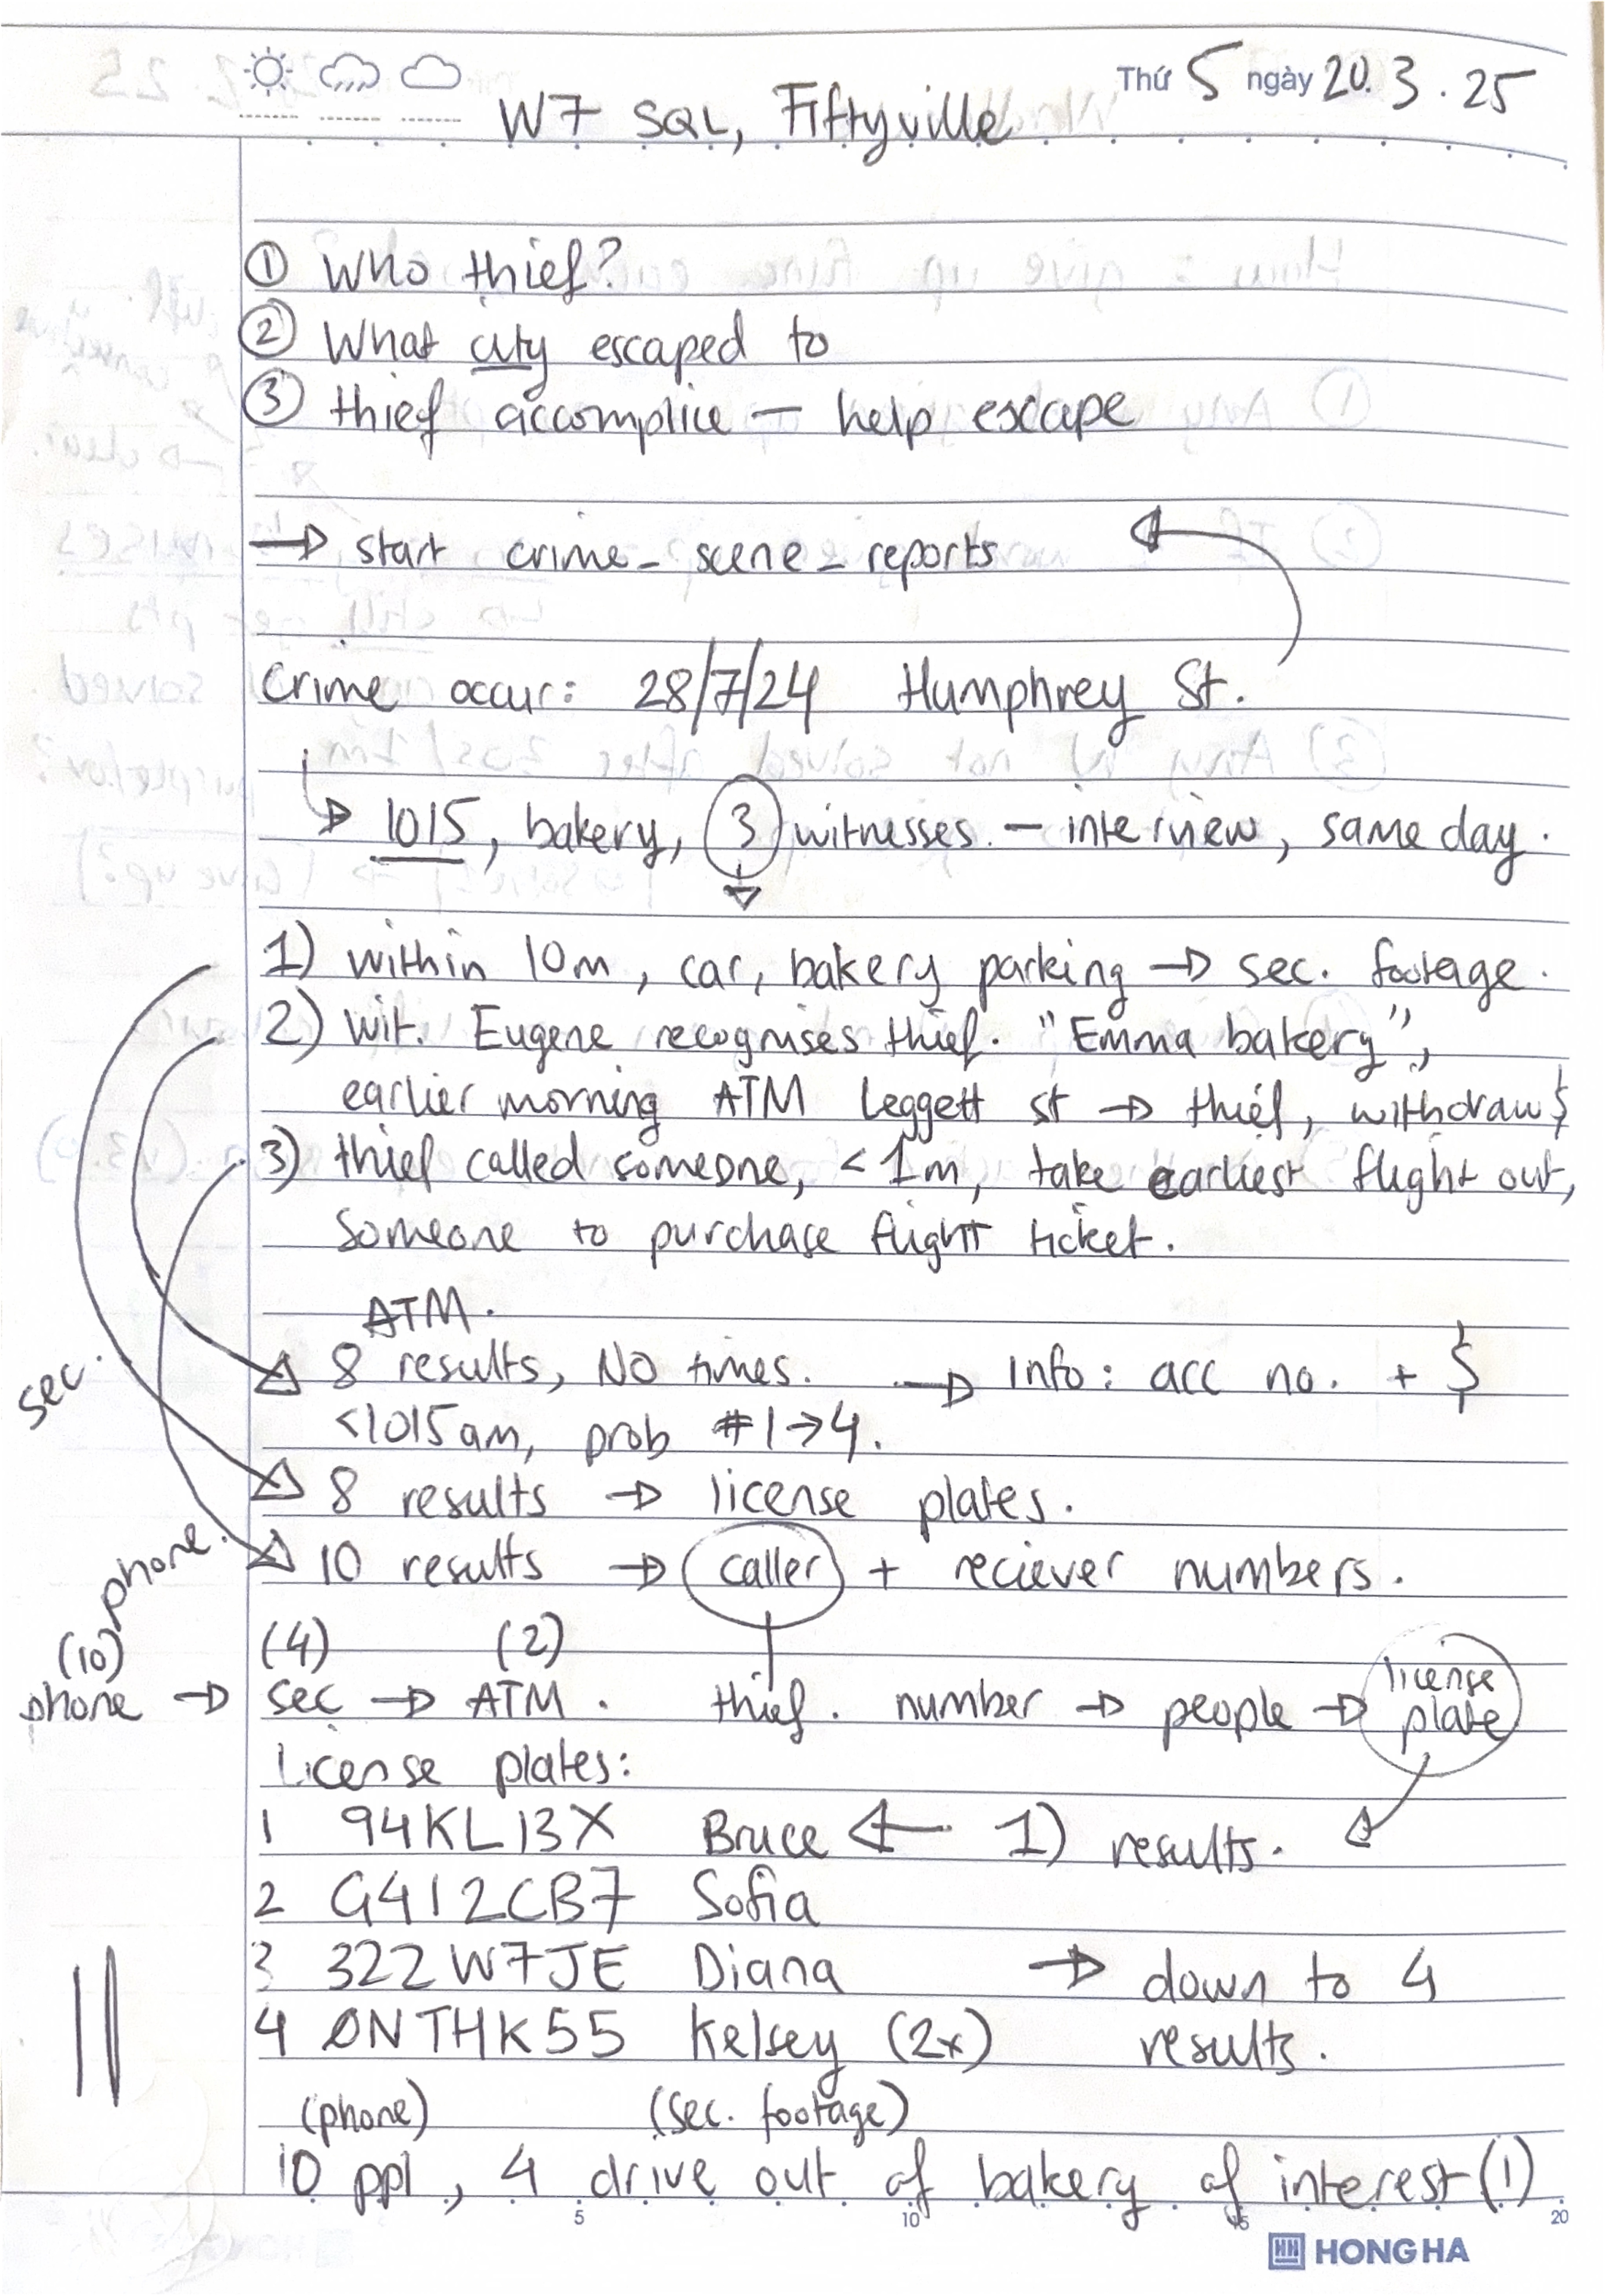 Thứ 5 ngày 20.3.25
W7 SQL, Fiftyville
① Who thief?
② What city escaped to
③ thief accomplice – help escape
→ start crime_scene_reports
crime occur: 28/7/24 Humphrey St.
→ 1015, bakery, 3 witnesses. – interview, same day.
1) within 10m, car, bakery parking → sec. footage.
2) wit. Eugene recognises thief. "Emma bakery",
earlier morning ATM Leggett st → thief, withdraw $
3) thief called someone, < 1m, take earliest flight out,
someone to purchase flight ticket.
ATM.
8 results, NO times. → Info: acc no. + $
<1015am, prob #1→4.
sec.
8 results → license plates.
phone.
10 results → caller + reciever numbers.
(10) (4) (2)
phone → sec → ATM. thief. number → people → license plate
License plates:
1 94KL13X Bruce ← 1) results.
2 G412CB7 Sofia
3 322W7JE Diana → down to 4
4 0NTHK55 Kelsey (2x) results.
(phone) (sec. footage)
10 ppl, 4 drive out of bakery of interest (1)
5 10 15 20
HONG HA